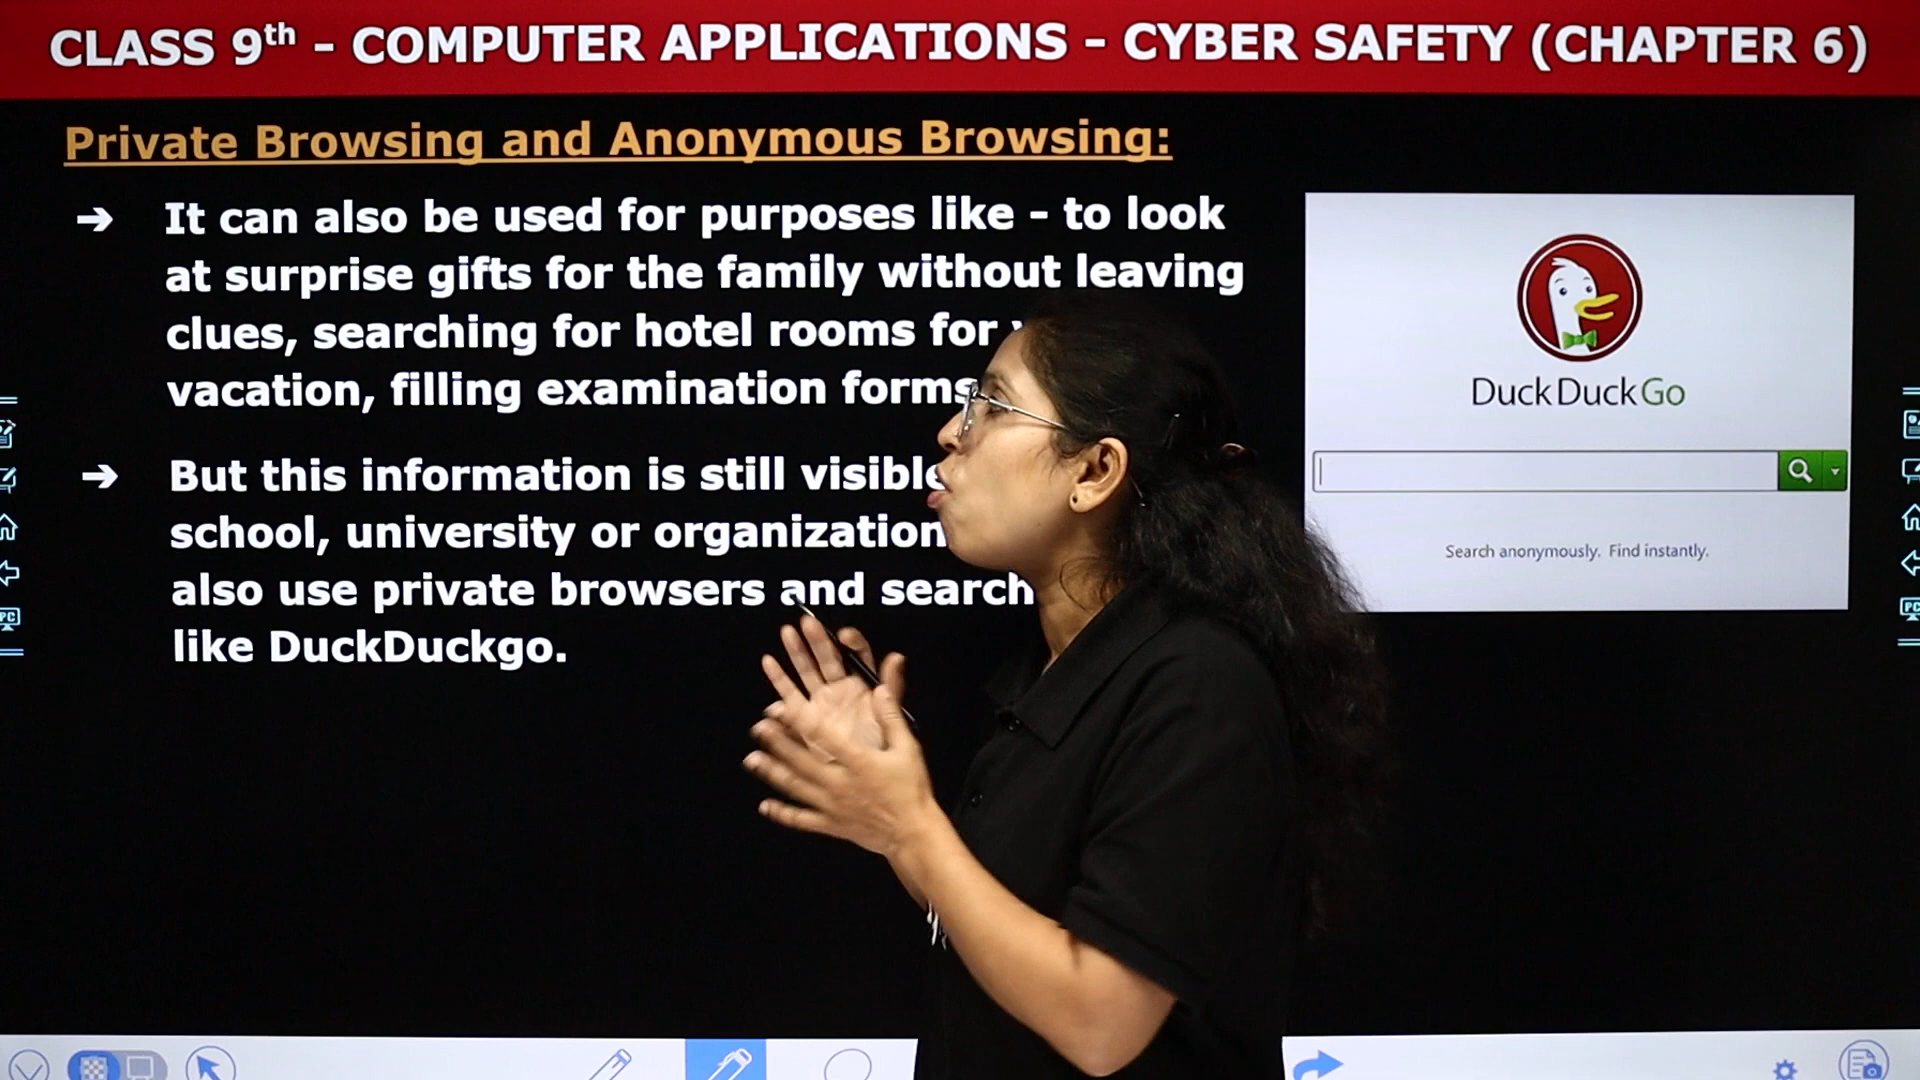 CLASS 9th - COMPUTER APPLICATIONS - CYBER SAFETY (CHAPTER 6)
Private Browsing and Anonymous Browsing:
➔ It can also be used for purposes like - to look
at surprise gifts for the family without leaving
clues, searching for hotel rooms for
vacation, filling examination forms
➔ But this information is still visible
school, university or organization
also use private browsers and search
like DuckDuckgo.
DuckDuckGo
Search anonymously. Find instantly.
PC
PC